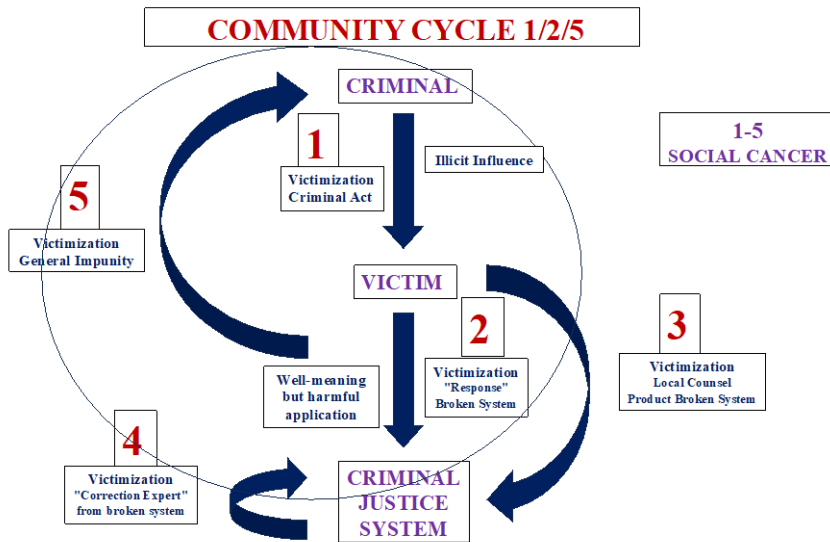 COMMUNITY CYCLE 1/2/5
CRIMINAL
1
Victimization
Criminal Act
Illicit Influence
1-5
SOCIAL CANCER
5
Victimization
General Impunity
VICTIM
2
Victimization
"Response"
Broken System
3
Victimization
Local Counsel
Product Broken System
Well-meaning
but harmful
application
4
Victimization
"Correction Expert"
from broken system
CRIMINAL
JUSTICE
SYSTEM